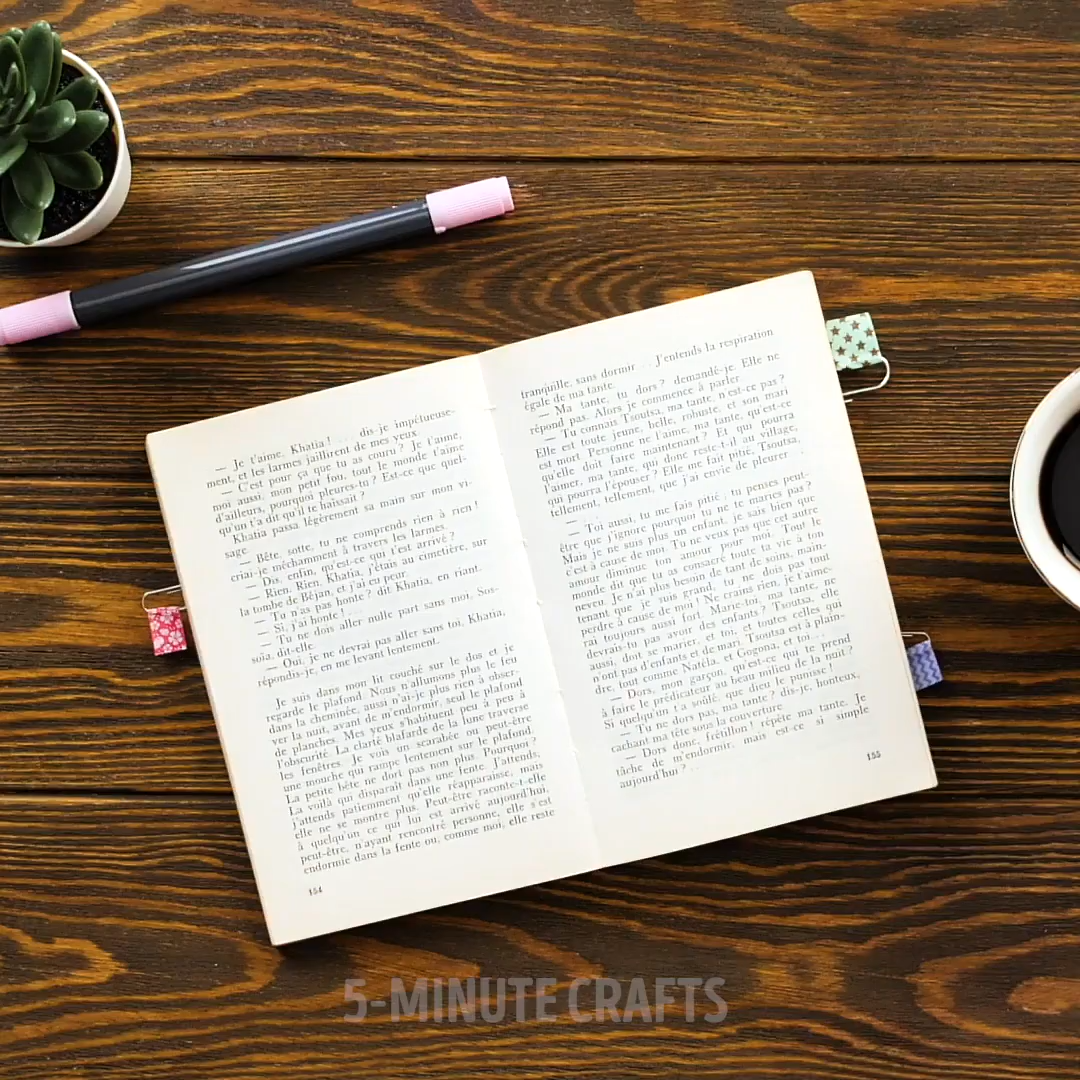 — Je t'aime, Khatia ! . . . dis-je impétueuse-
ment, et les larmes jaillirent de mes yeux.
— C'est pour ça que tu as couru ? Je t'aime,
moi aussi, mon petit fou, tout le monde t'aime
d'ailleurs, pourquoi pleures-tu ? Est-ce que quel-
qu'un t'a dit qu'il te haïssait ?
Khatia passa légèrement sa main sur mon vi-
sage.
— Bête, sotte, tu ne comprends rien à rien !
criai-je méchamment à travers les larmes.
— Dis, enfin, qu'est-ce qui t'est arrivé ?
— Rien. Rien, Khatia, j'étais au cimetière, sur
la tombe de Béjan, et j'ai eu peur.
— Tu n'as pas honte ? dit Khatia, en riant.
— Si, j'ai honte ! . . .
— Tu ne dois aller nulle part sans moi, Sos-
soïa, dit-elle.
— Oui, je ne devrai pas aller sans toi, Khatia,
répondis-je, en me levant lentement.
Je suis dans mon lit couché sur le dos et je
regarde le plafond. Nous n'allumons plus le feu
dans la cheminée, aussi n'ai-je plus rien à obser-
ver la nuit, avant de m'endormir, seul le plafond
de planches. Mes yeux s'habituent peu à peu à
l'obscurité. La clarté blafarde de la lune traverse
les fenêtres. Je vois un scarabée ou peut-être
une mouche qui rampe lentement sur le plafond.
La petite bête ne dort pas non plus. Pourquoi ?
La voilà qui disparaît dans une fente. J'attends,
j'attends patiemment qu'elle réapparaisse, mais
elle ne se montre plus. Peut-être raconte-t-elle
à quelqu'un ce qui lui est arrivé aujourd'hui,
peut-être, n'ayant rencontré personne, elle s'est
endormie dans la fente ou, comme moi, elle reste
154
tranquille, sans dormir . . . J'entends la respiration
égale de ma tante.
— Ma tante, tu dors ? demandé-je. Elle ne
répond pas. Alors je commence à parler.
— Tu connais Tsoutsa, ma tante, n'est-ce pas ?
Elle est toute jeune, belle, robuste, et son mari
est mort. Personne ne l'aime, ma tante, qu'est-ce
qu'elle doit faire maintenant ? Et qui pourra
l'aimer, ma tante, qui donc reste-t-il au village,
qui pourra l'épouser ? Elle me fait pitié, Tsoutsa,
tellement, tellement, que j'ai envie de pleurer . . .
— Toi aussi, tu me fais pitié ; tu penses peut-
être que j'ignore pourquoi tu ne te maries pas ?
Mais je ne suis plus un enfant, je sais bien que
c'est à cause de moi. Tu ne veux pas que cet autre
amour diminue ton amour pour moi. Tout le
monde dit que tu as consacré toute ta vie à ton
neveu. Je n'ai plus besoin de tant de soins, main-
tenant que je suis grand, tu ne dois pas tout
perdre à cause de moi ! Ne crains rien, je t'aime-
rai toujours aussi fort. Marie-toi, ma tante, ne
devrais-tu pas avoir des enfants ? Tsoutsa, elle
aussi, doit se marier, et toi, et toutes celles qui
n'ont pas d'enfants et de mari. Tsoutsa est à plain-
dre, tout comme Natéla, et Gogona, et toi . . .
— Dors, mon garçon, qu'est-ce qui te prend
à faire le prédicateur au beau milieu de la nuit ?
Si quelqu'un t'a soûlé, que dieu le punisse !
— Tu ne dors pas, ma tante ? dis-je, honteux,
cachant ma tête sous la couverture.
— Dors donc, frétillon ! répète ma tante. Je
tâche de m'endormir, mais est-ce si simple
aujourd'hui ? . . .
155
5-MINUTE CRAFTS